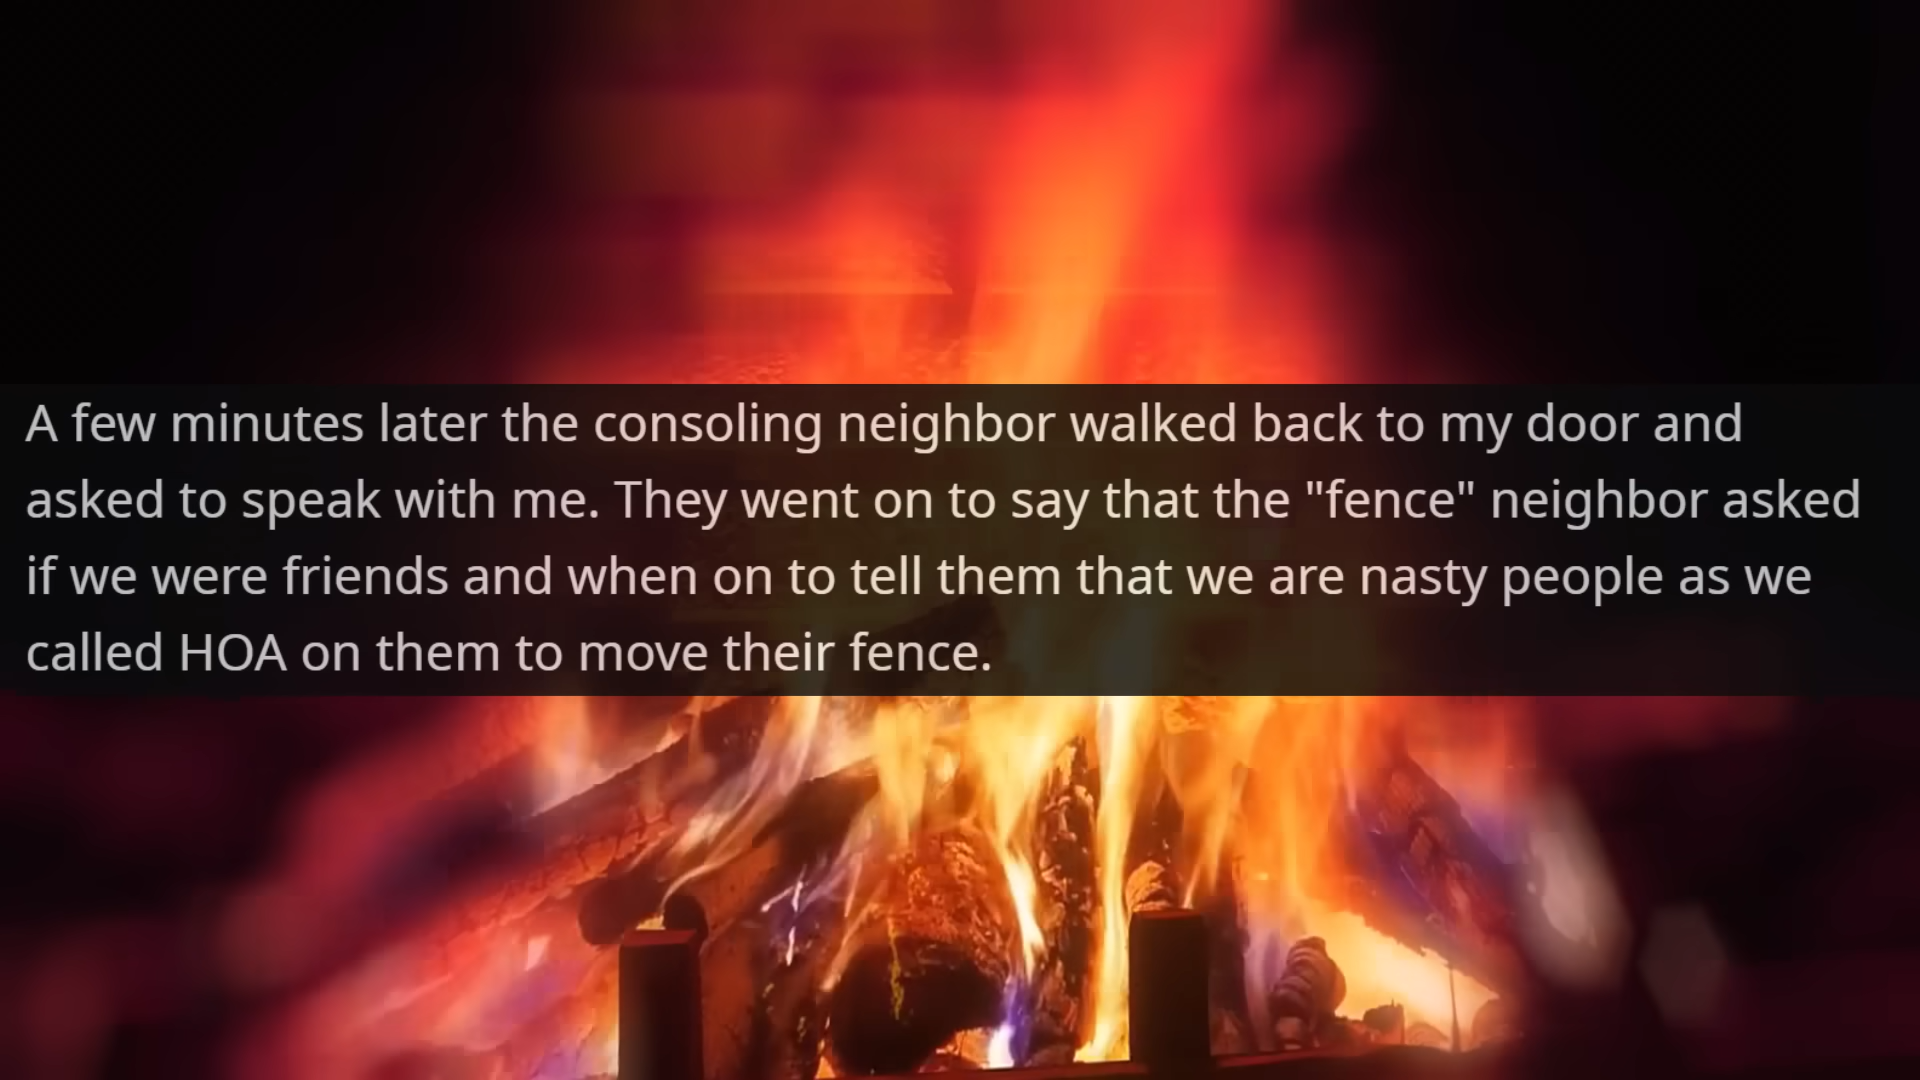 A few minutes later the consoling neighbor walked back to my door and
asked to speak with me. They went on to say that the "fence" neighbor asked
if we were friends and when on to tell them that we are nasty people as we
called HOA on them to move their fence.